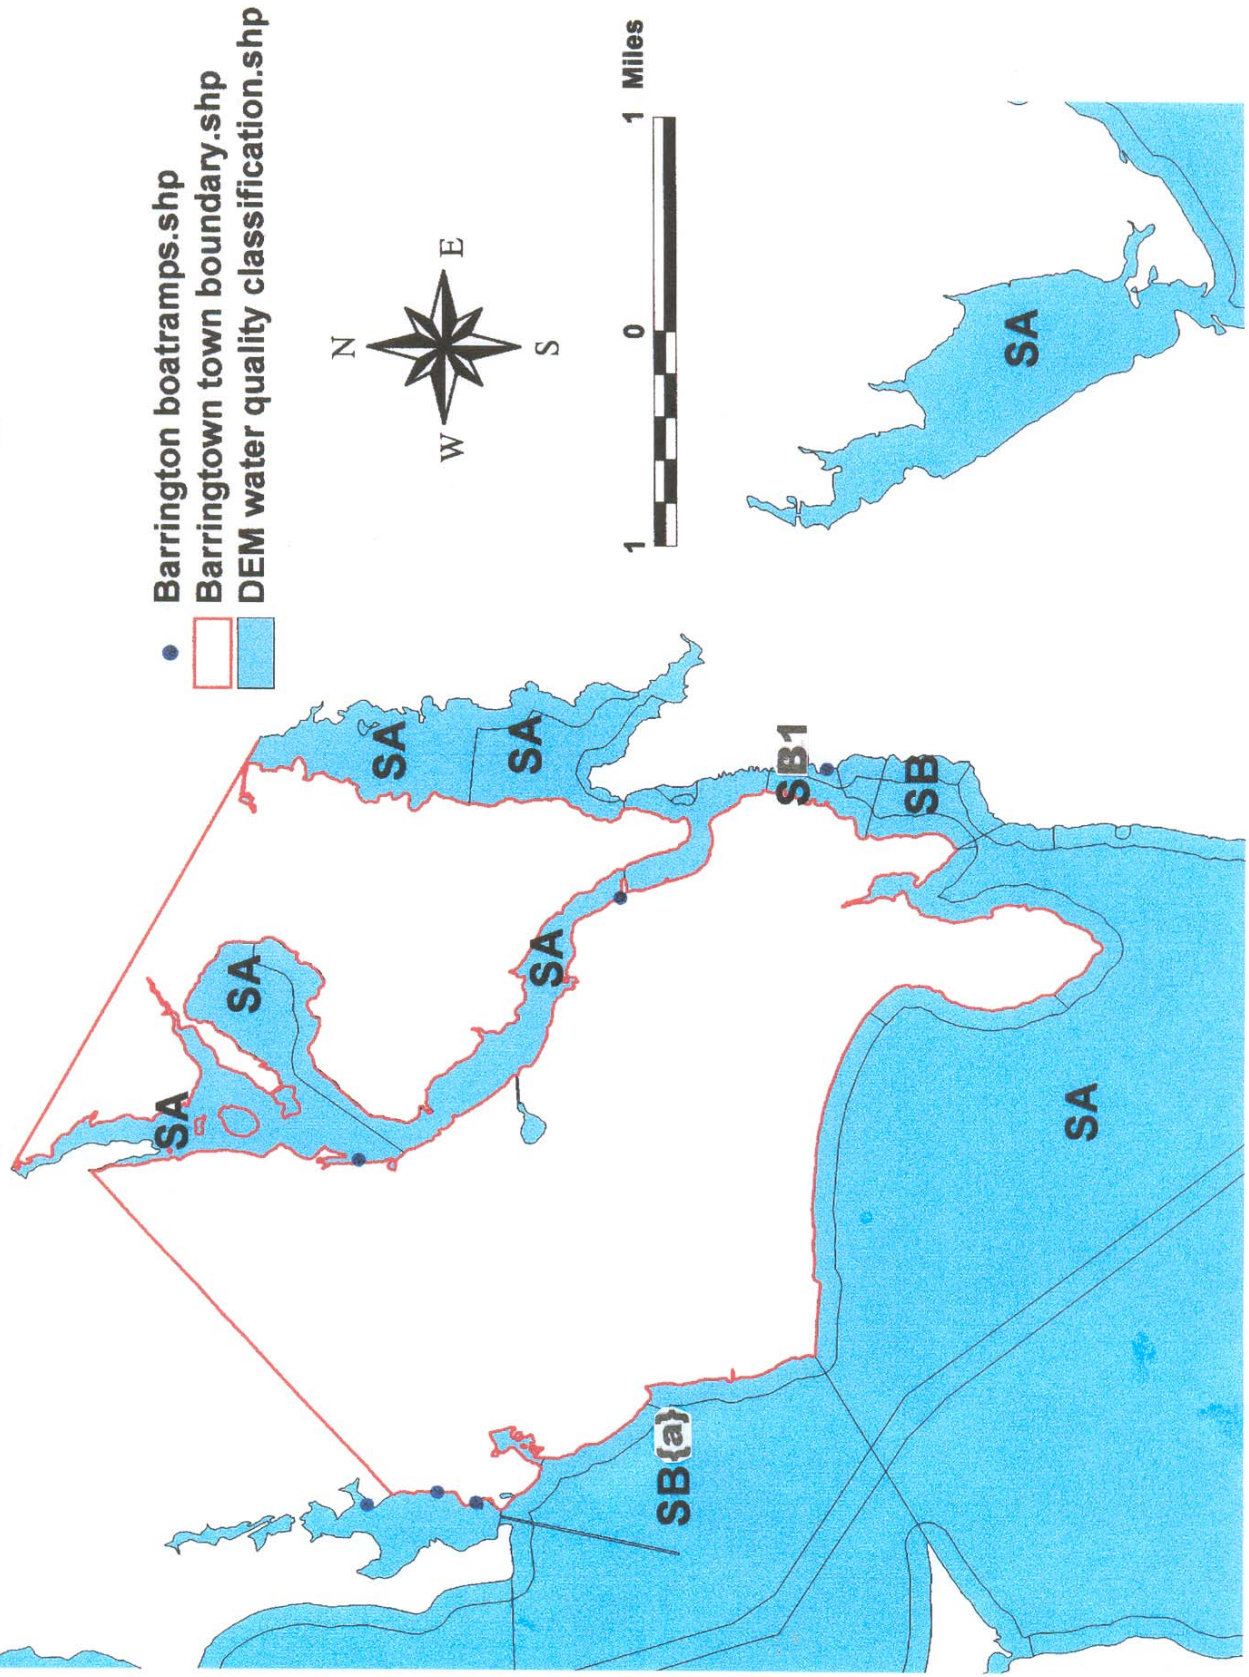 Barrington boatramps.shp
Barringtown town boundary.shp
DEM water quality classification.shp
N
W
E
S
1
0
1 Miles
SA
SA
SA
SA
SA
SB1
SB
SA
SA
SB{a}